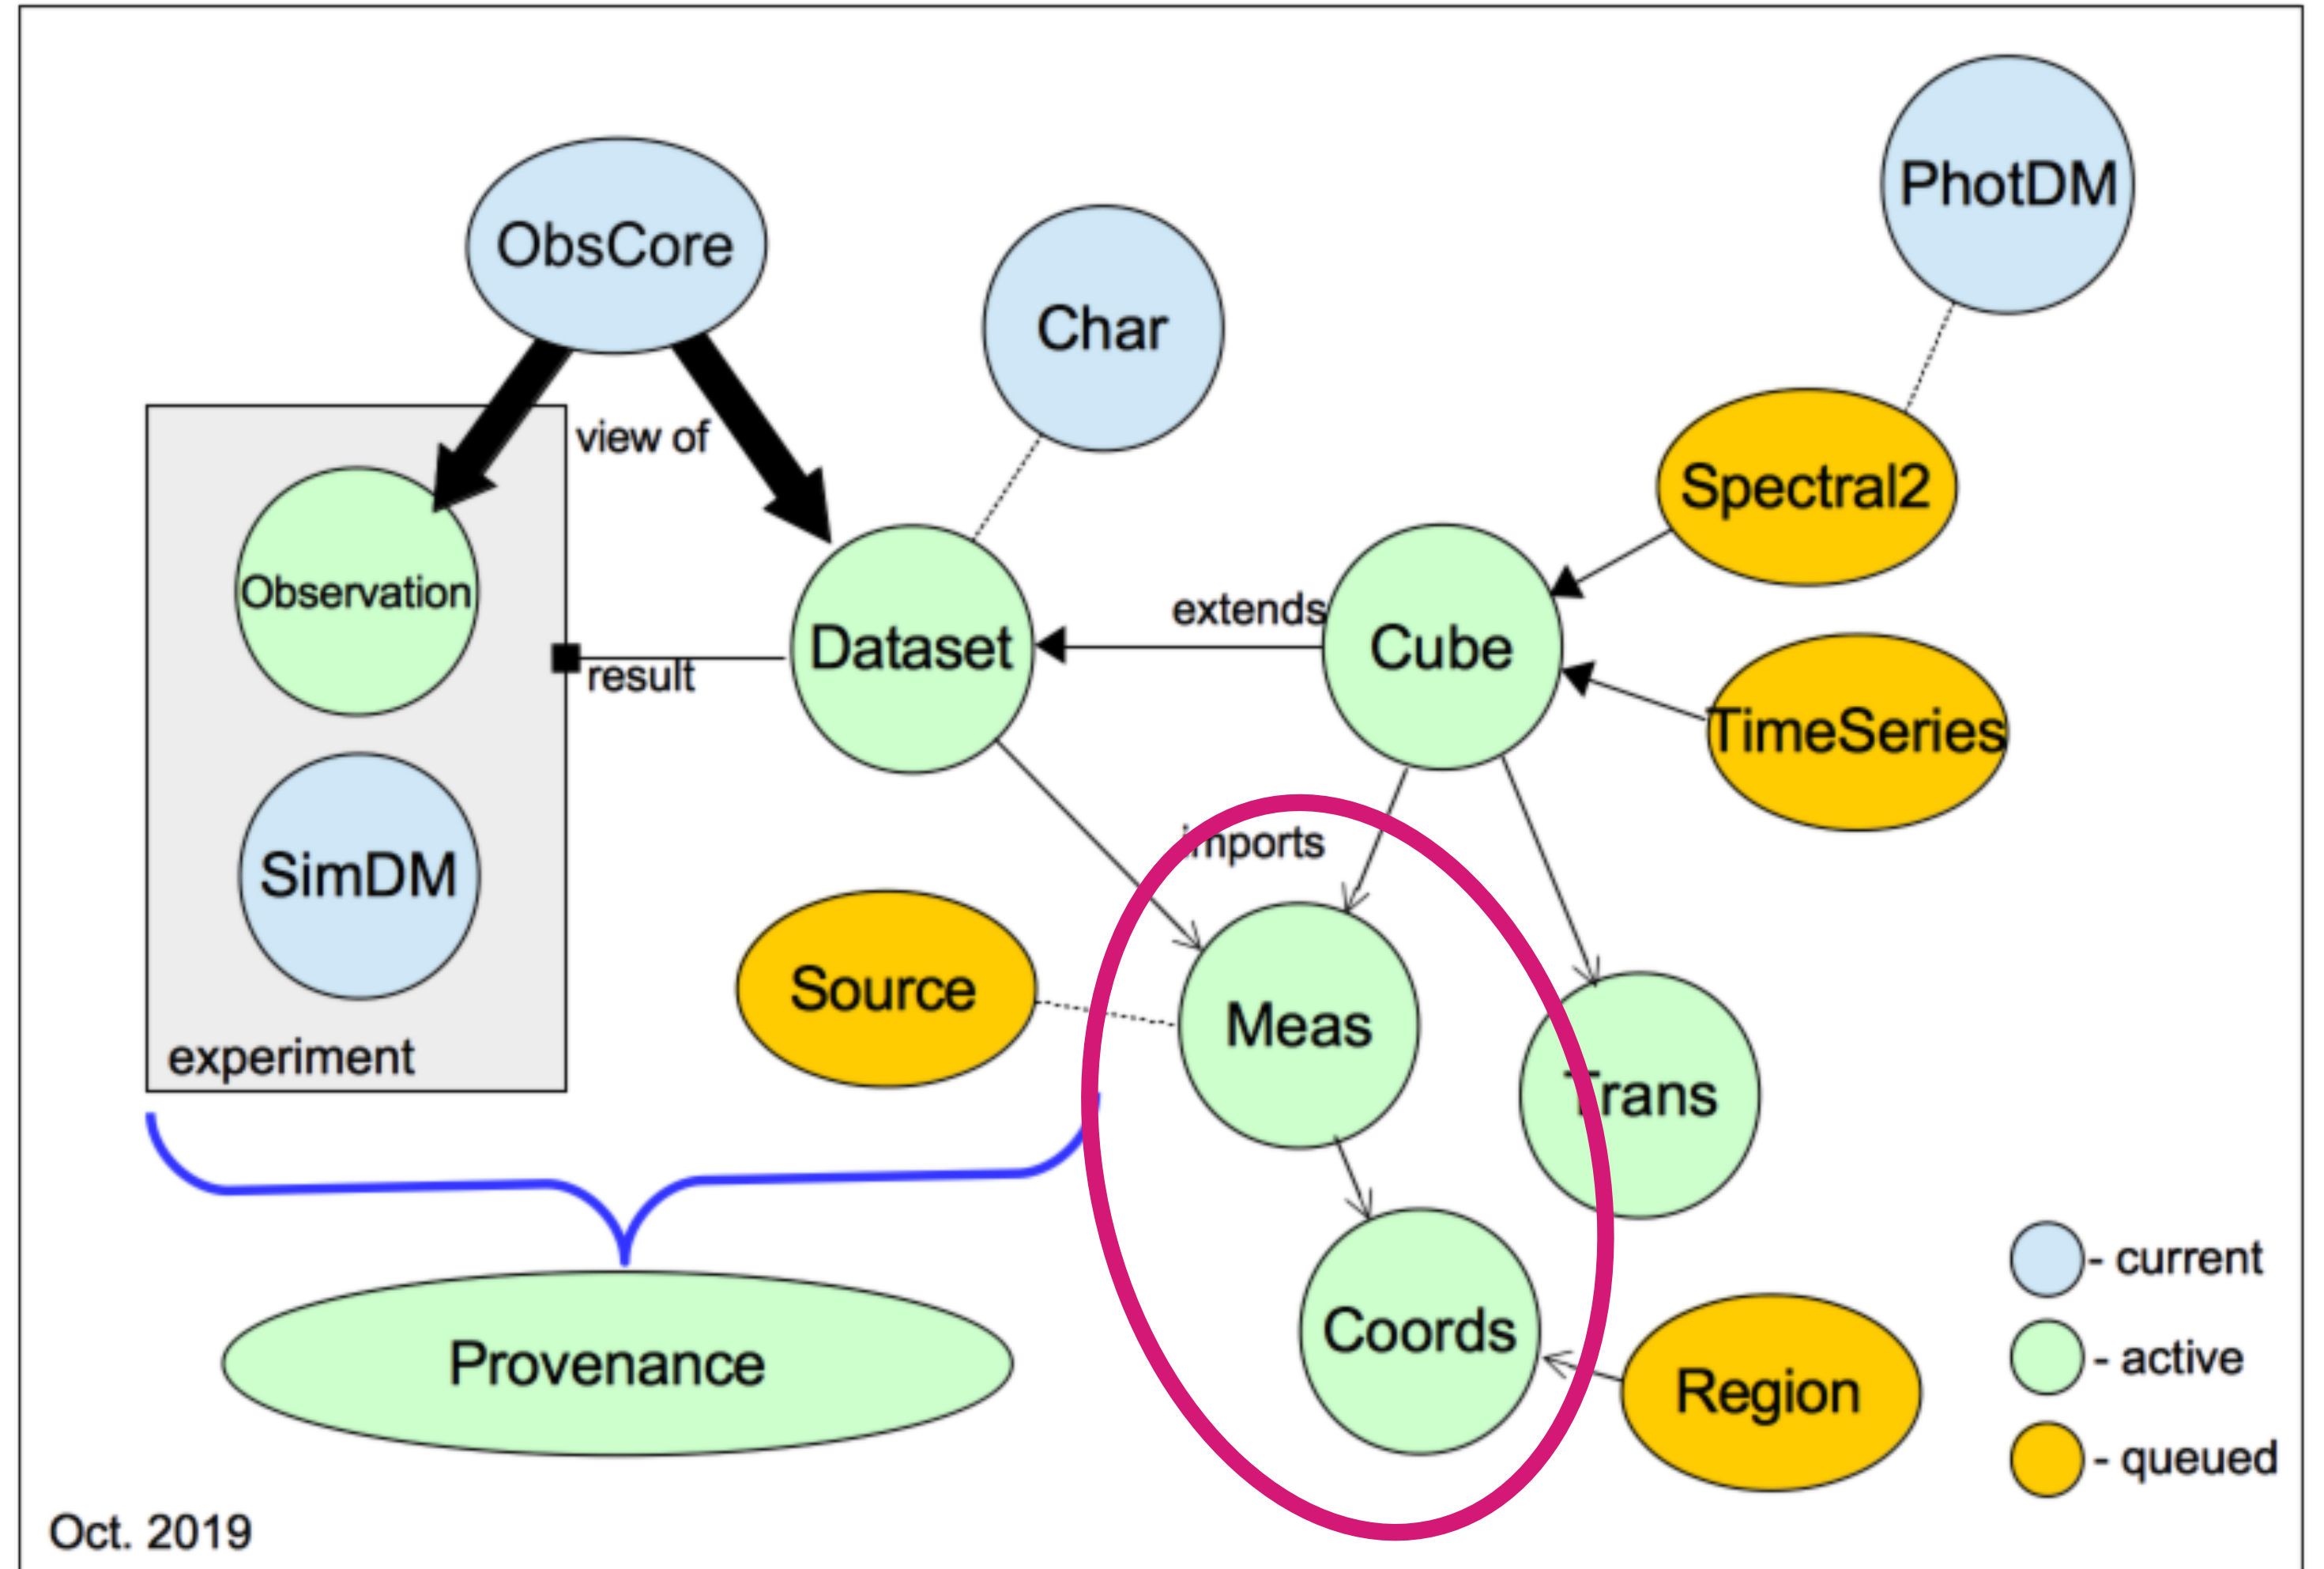 PhotDM
ObsCore
Char
view of
Spectral2
Observation
extends
Dataset
Cube
result
TimeSeries
imports
SimDM
Source
Meas
experiment
Trans
- current
Coords
- active
Provenance
Region
- queued
Oct. 2019